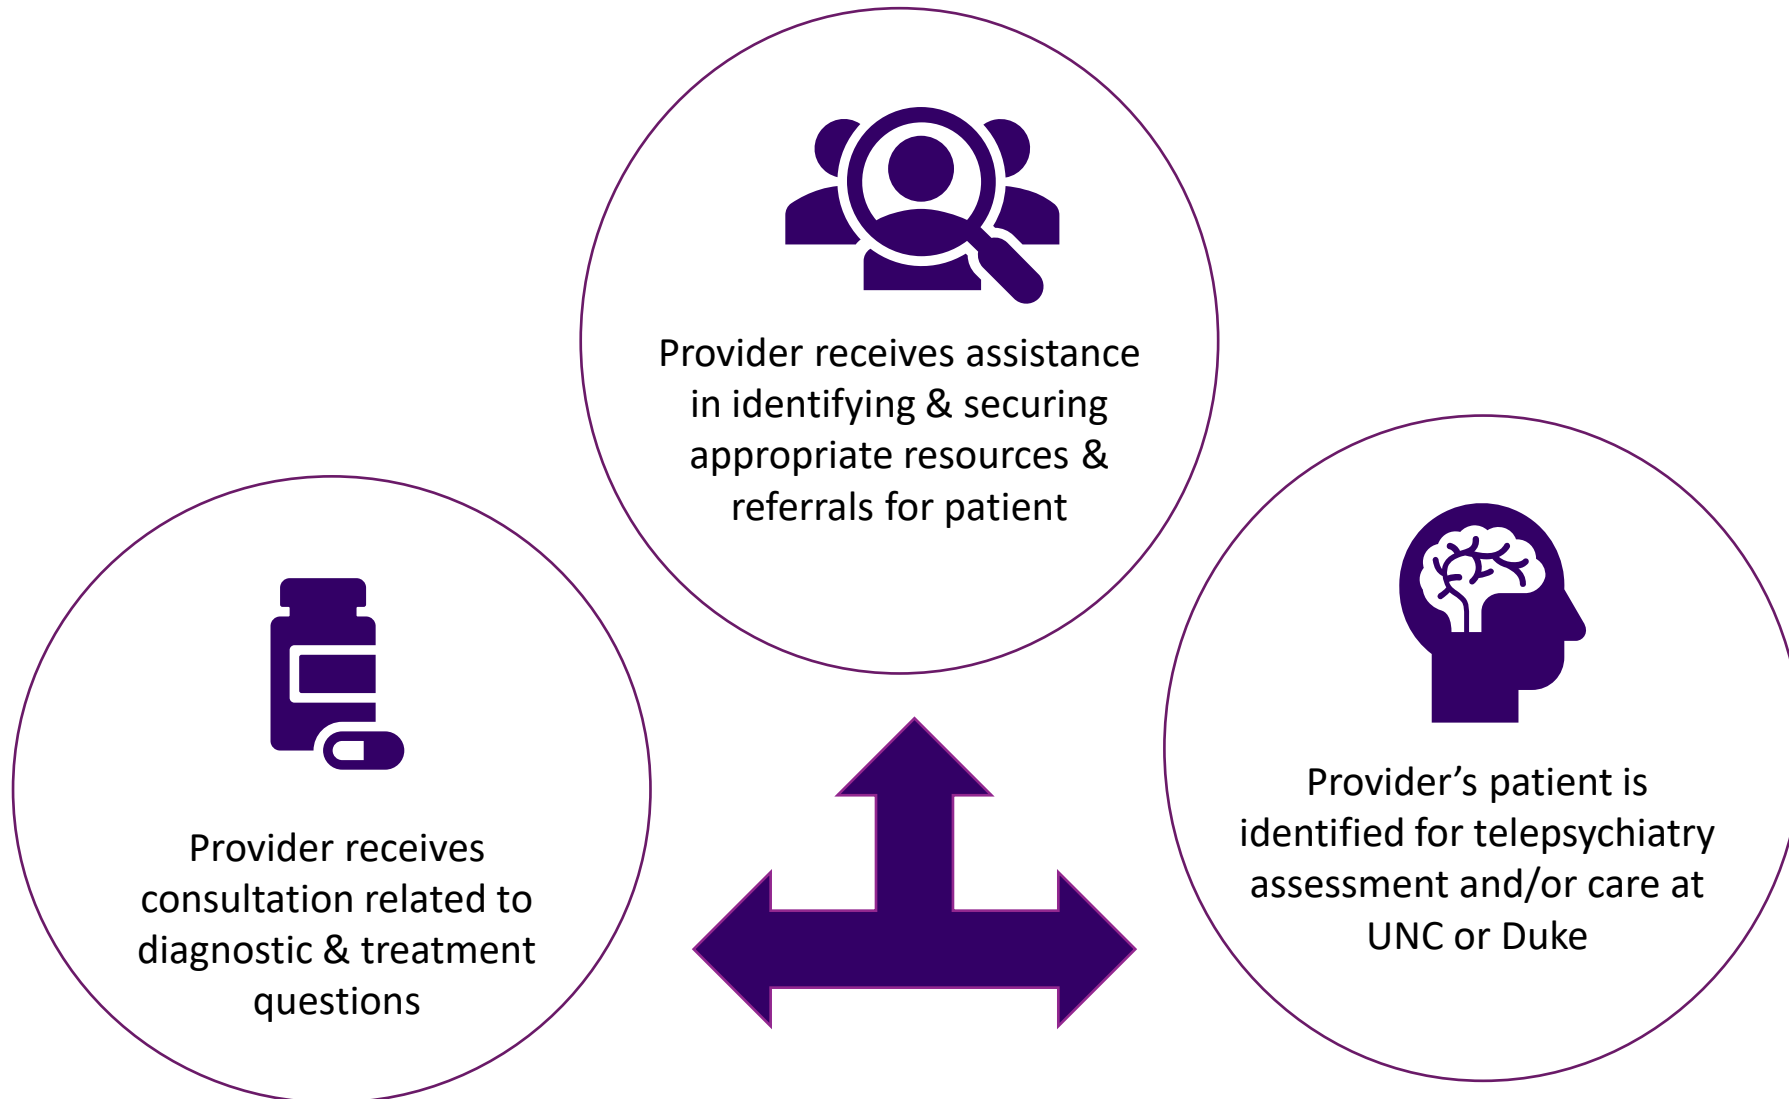 Provider receives assistance
in identifying & securing
appropriate resources &
referrals for patient
Provider receives
consultation related to
diagnostic & treatment
questions
Provider’s patient is
identified for telepsychiatry
assessment and/or care at
UNC or Duke